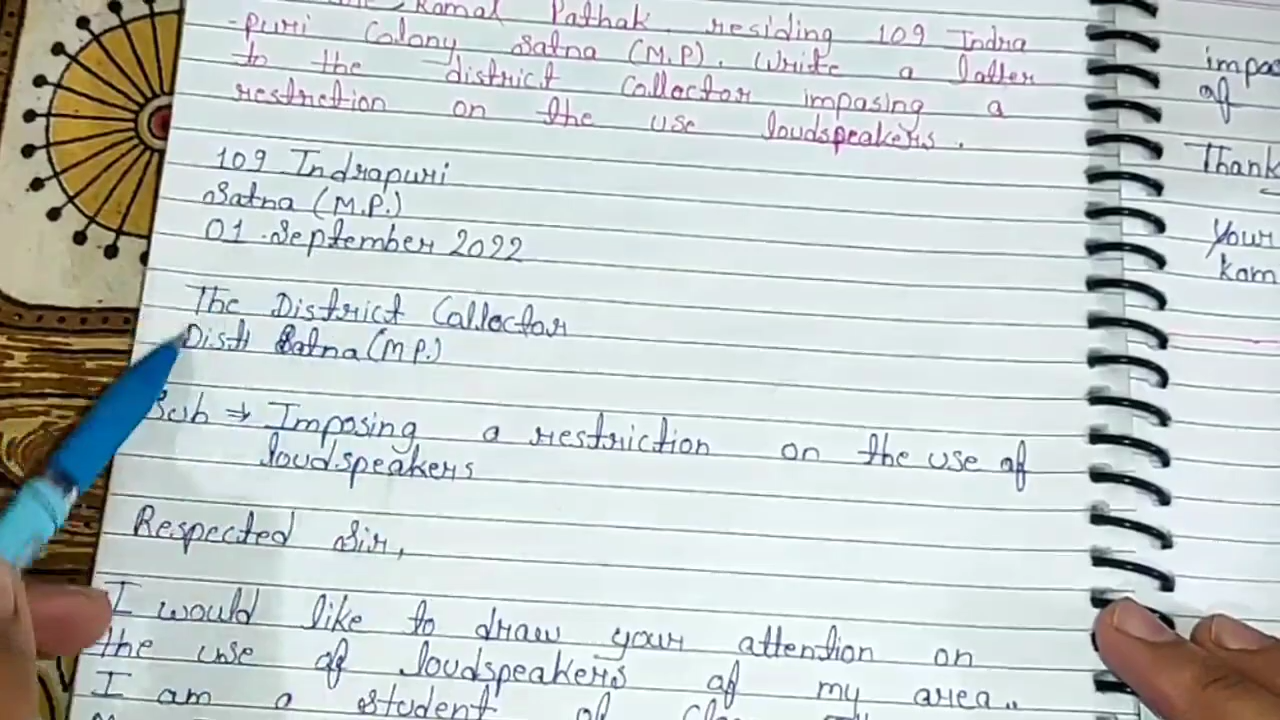 Kamal Pathak residing 109 Indra
-puri Colony Satna (M.P). Write a latter
to the district Collector impasing a
restriction on the use loudspeakers.
109 Indrapuri
Satna (M.P.)
01 September 2022
The District Collector
Distt Satna (M.P.)
Sub ⇒ Imposing a restriction on the use of
loudspeakers
Respected Sir,
I would like to draw your attention on
the use of loudspeakers of my area..
I am a student of
of
Thank
Your
kam